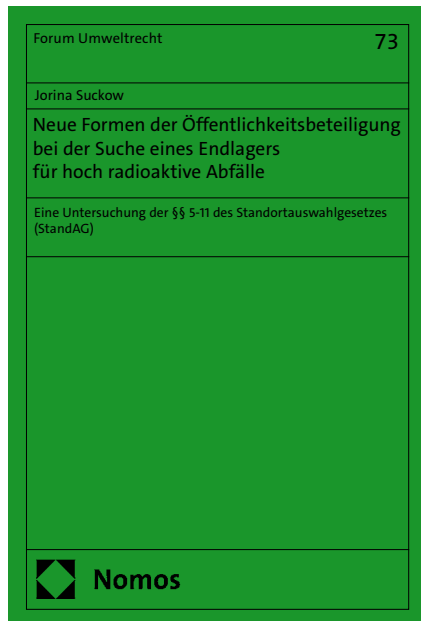 Forum Umweltrecht 73
Jorina Suckow
Neue Formen der Öffentlichkeitsbeteiligung
bei der Suche eines Endlagers
für hoch radioaktive Abfälle
Eine Untersuchung der §§ 5-11 des Standortauswahlgesetzes
(StandAG)
Nomos